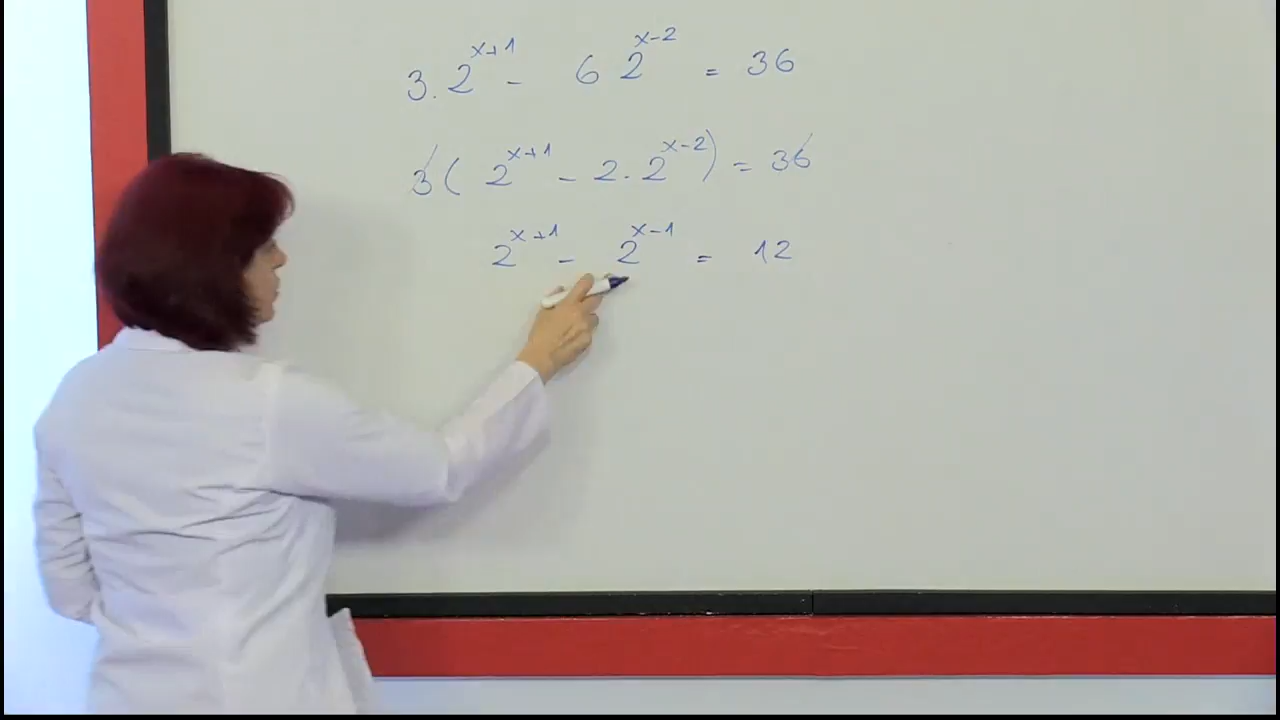 3.2^{x+1} - 6 2^{x-2} = 36
3(2^{x+1} - 2.2^{x-2}) = 36
2^{x+1} - 2^{x-1} = 12